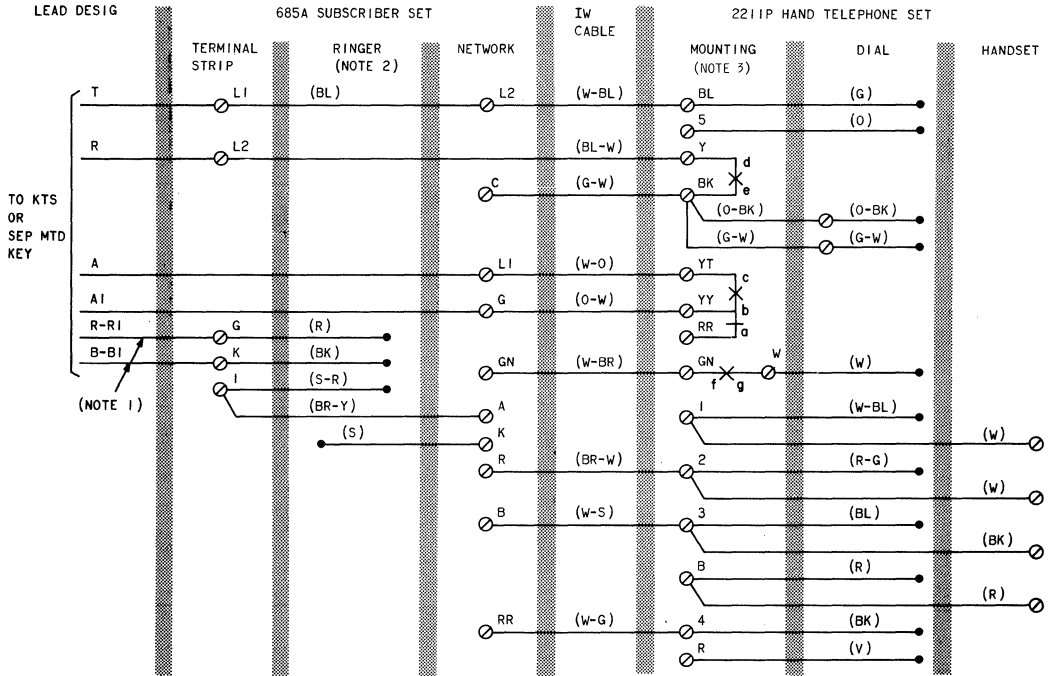 LEAD DESIG 685A SUBSCRIBER SET IW CABLE 2211P HAND TELEPHONE SET
TERMINAL STRIP RINGER (NOTE 2) NETWORK MOUNTING (NOTE 3) DIAL HANDSET
T L1 (BL) L2 (W-BL) BL (G)
5 (O)
R L2 (BL-W) Y
d
C (G-W) BK e
(O-BK) (O-BK)
(G-W) (G-W)
TO KTS
OR
SEP MTD
KEY
A L1 (W-O) YT
c
A1 G (O-W) YY b
RR a
R-R1 G (R)
B-B1 K (BK)
GN (W-BR) GN f g W (W)
1 (S-R)
(NOTE 1)
(BR-Y) A 1 (W-BL)
(S) K (W)
R (BR-W) 2 (R-G)
(W)
B (W-S) 3 (BL)
(BK)
B (R)
(R)
RR (W-G) 4 (BK)
R (V)